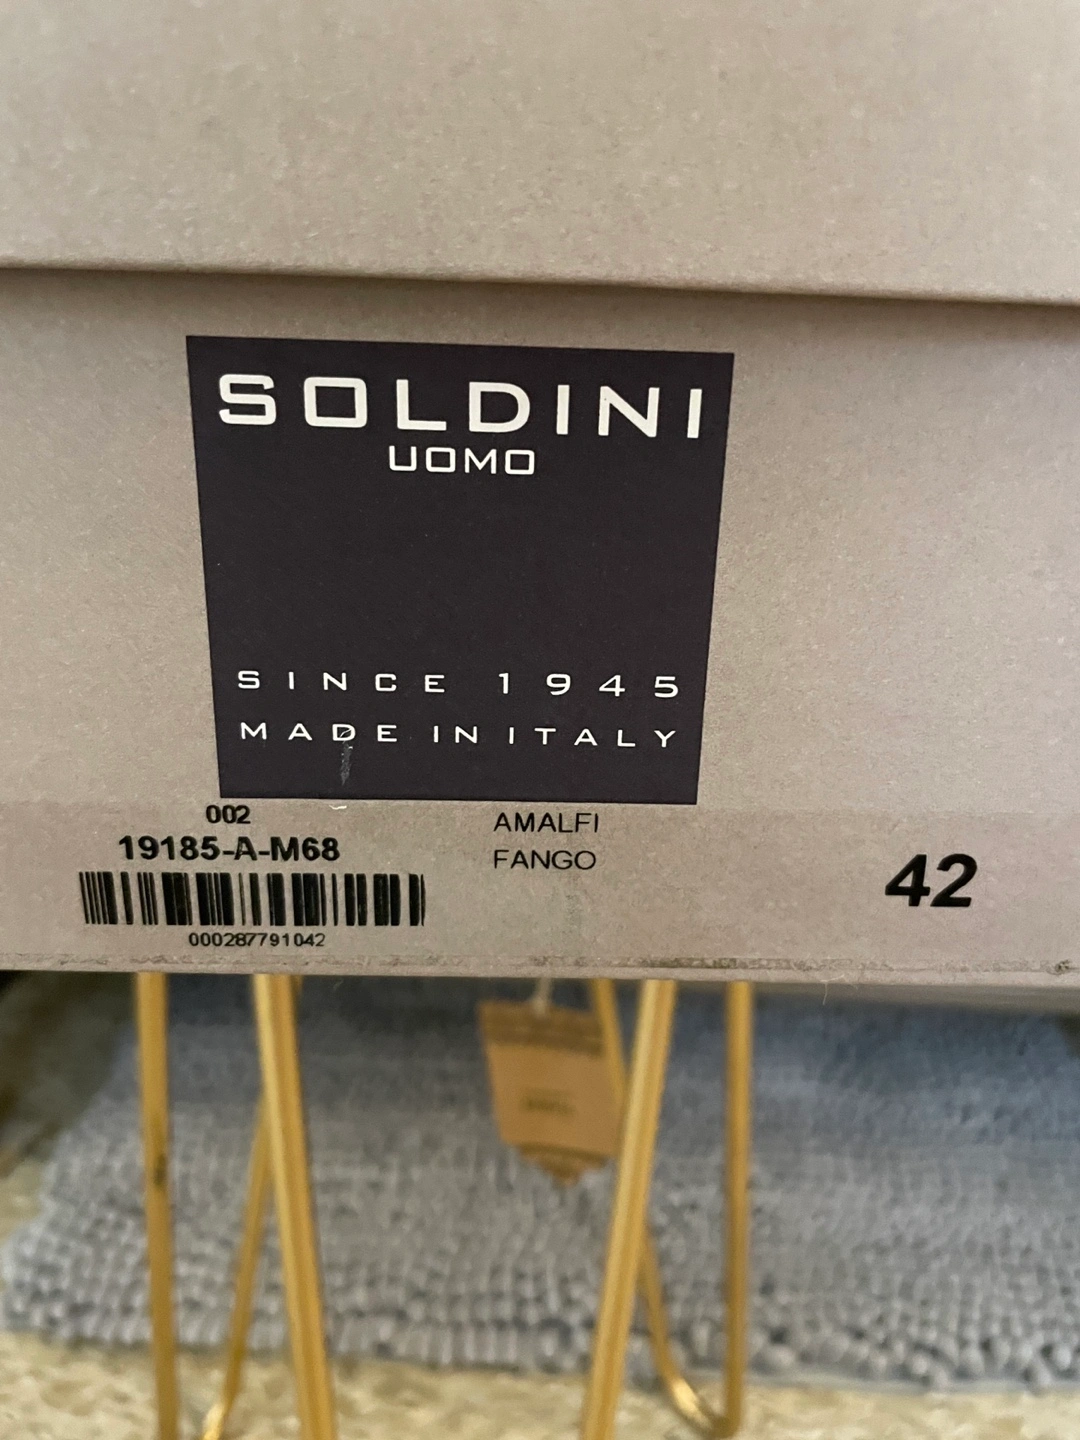 SOLDINI
UOMO
SINCE 1945
MADE IN ITALY
002
19185-A-M68
000287791042
AMALFI
FANGO
42